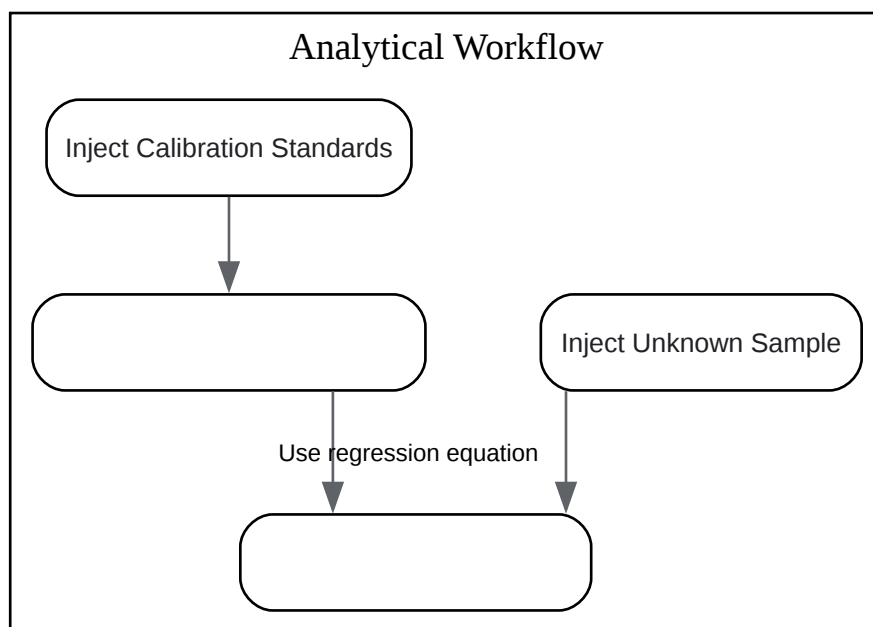 Analytical Workflow
Inject Calibration Standards
Inject Unknown Sample
Use regression equation